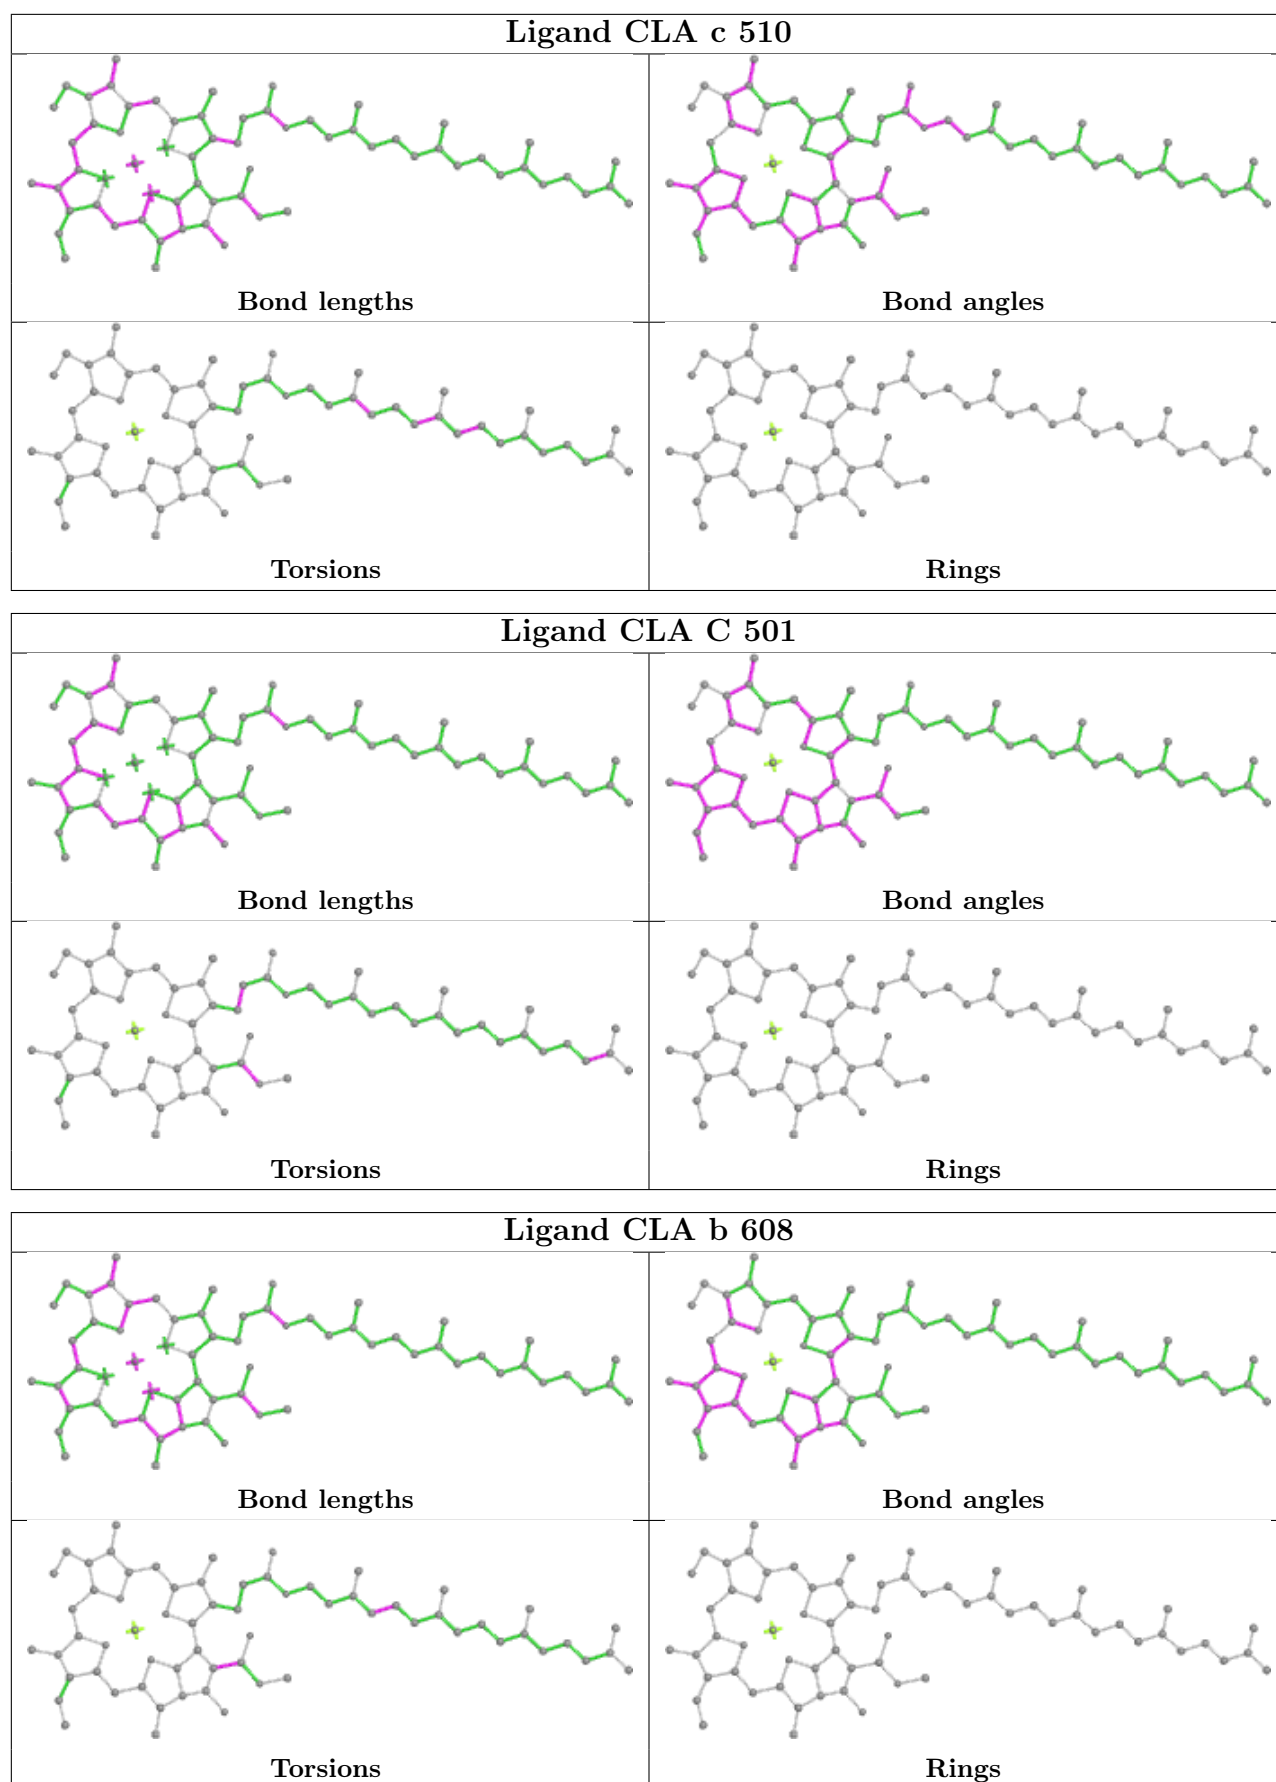 Ligand CLA c 510
Bond lengths
Bond angles
Torsions
Rings
Ligand CLA C 501
Bond lengths
Bond angles
Torsions
Rings
Ligand CLA b 608
Bond lengths
Bond angles
Torsions
Rings